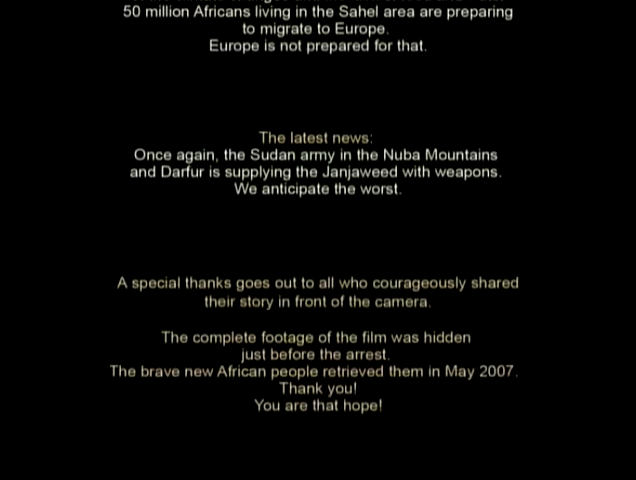 50 million Africans living in the Sahel area are preparing
to migrate to Europe.
Europe is not prepared for that.
The latest news:
Once again, the Sudan army in the Nuba Mountains
and Darfur is supplying the Janjaweed with weapons.
We anticipate the worst.
A special thanks goes out to all who courageously shared
their story in front of the camera.
The complete footage of the film was hidden
just before the arrest.
The brave new African people retrieved them in May 2007.
Thank you!
You are that hope!